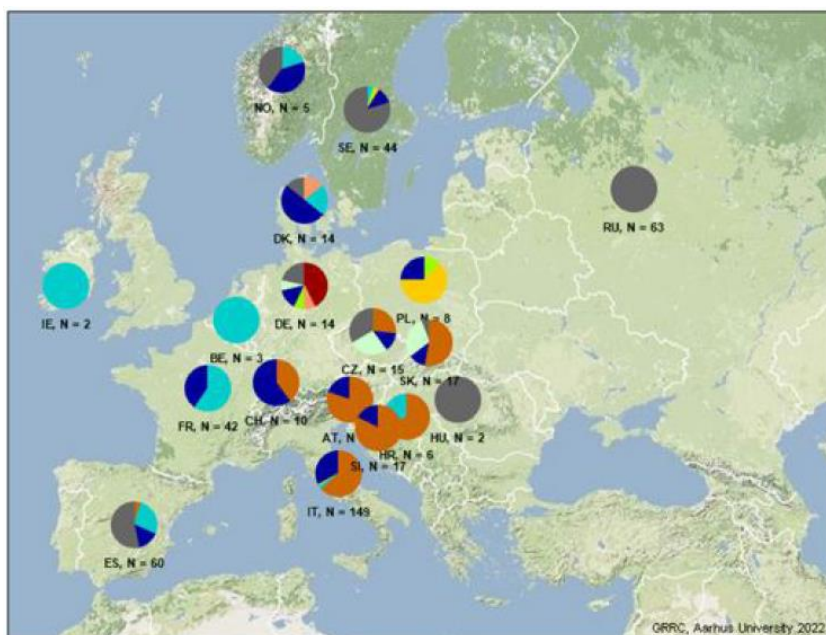 NO, N = 5
SE, N = 44
RU, N = 63
DK, N = 14
IE, N = 2
DE, N = 14
PL, N = 8
BE, N = 3
CZ, N = 15
SK, N = 17
FR, N = 42
CH, N = 10
HU, N = 2
AT, N
HR, N = 6
SI, N = 17
IT, N = 149
ES, N = 60
GRRC, Aarhus University 2022